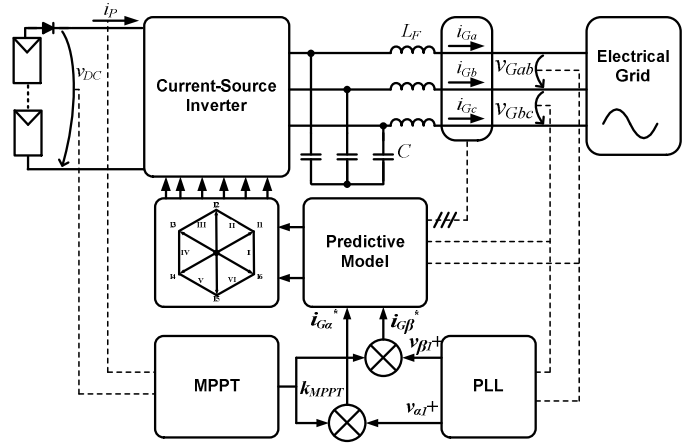 i_P
v_DC
Current-Source
Inverter
L_F
i_Ga
i_Gb
i_Gc
v_Gab
v_Gbc
Electrical
Grid
C
I2
I3
III
II
I1
IV
I
I4
V
VI
I6
I5
Predictive
Model
i_Gα*
i_Gβ*
MPPT
k_MPPT
v_β1+
v_α1+
PLL